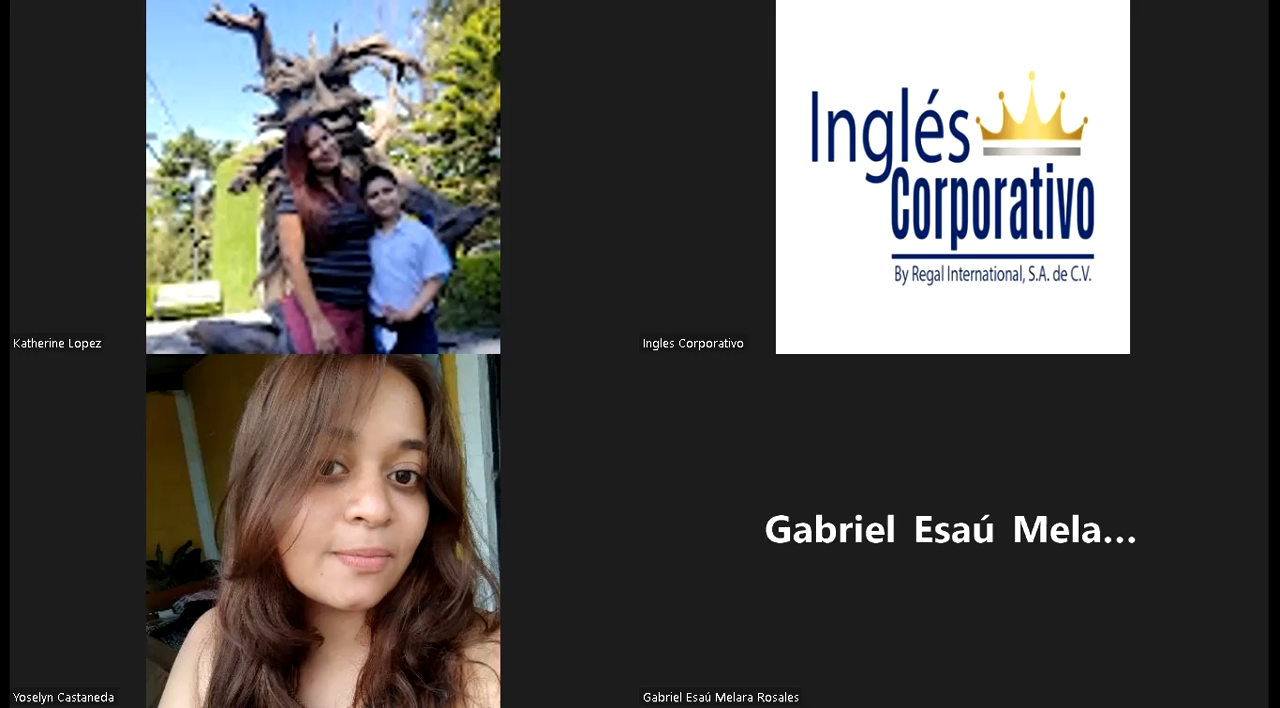 Inglés
Corporativo
By Regal International, S.A. de C.V.
Katherine Lopez
Ingles Corporativo
Gabriel Esaú Mela...
Yoselyn Castaneda
Gabriel Esaú Melara Rosales